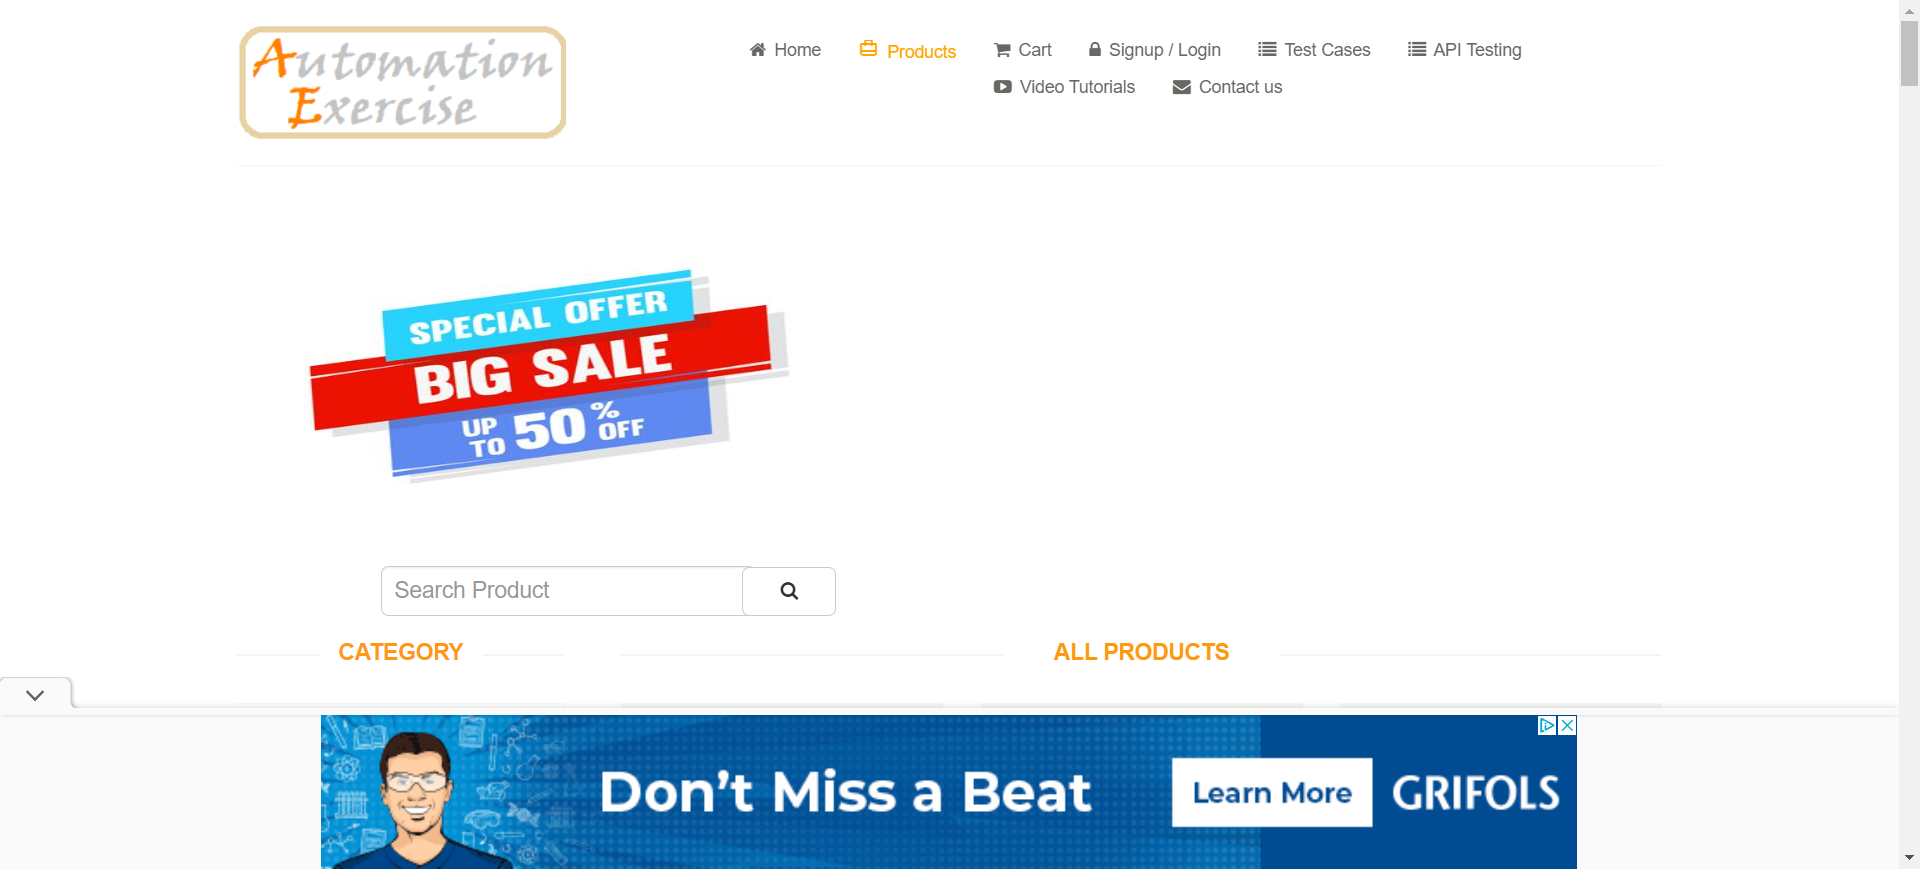 Automation
Exercise
Home Products Cart Signup / Login Test Cases API Testing
Video Tutorials Contact us
SPECIAL OFFER
BIG SALE
UP TO 50% OFF
Search Product
CATEGORY
ALL PRODUCTS
Don't Miss a Beat
Learn More
GRIFOLS